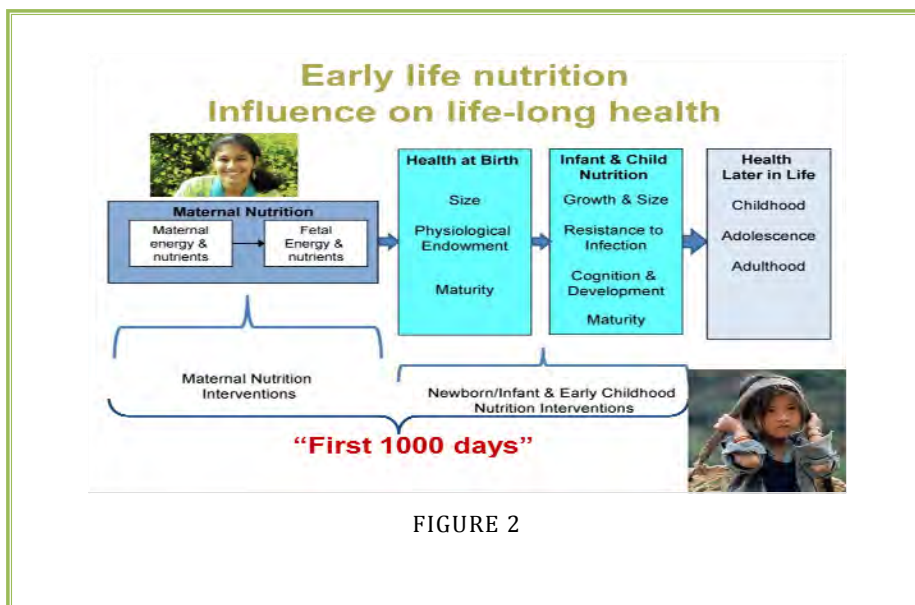 Early life nutrition
Influence on life-long health
Maternal Nutrition
Maternal
energy &
nutrients
Fetal
Energy &
nutrients
Health at Birth
Size
Physiological
Endowment
Maturity
Infant & Child
Nutrition
Growth & Size
Resistance to
Infection
Cognition &
Development
Maturity
Health
Later in Life
Childhood
Adolescence
Adulthood
Maternal Nutrition
Interventions
Newborn/Infant & Early Childhood
Nutrition Interventions
“First 1000 days”
FIGURE 2